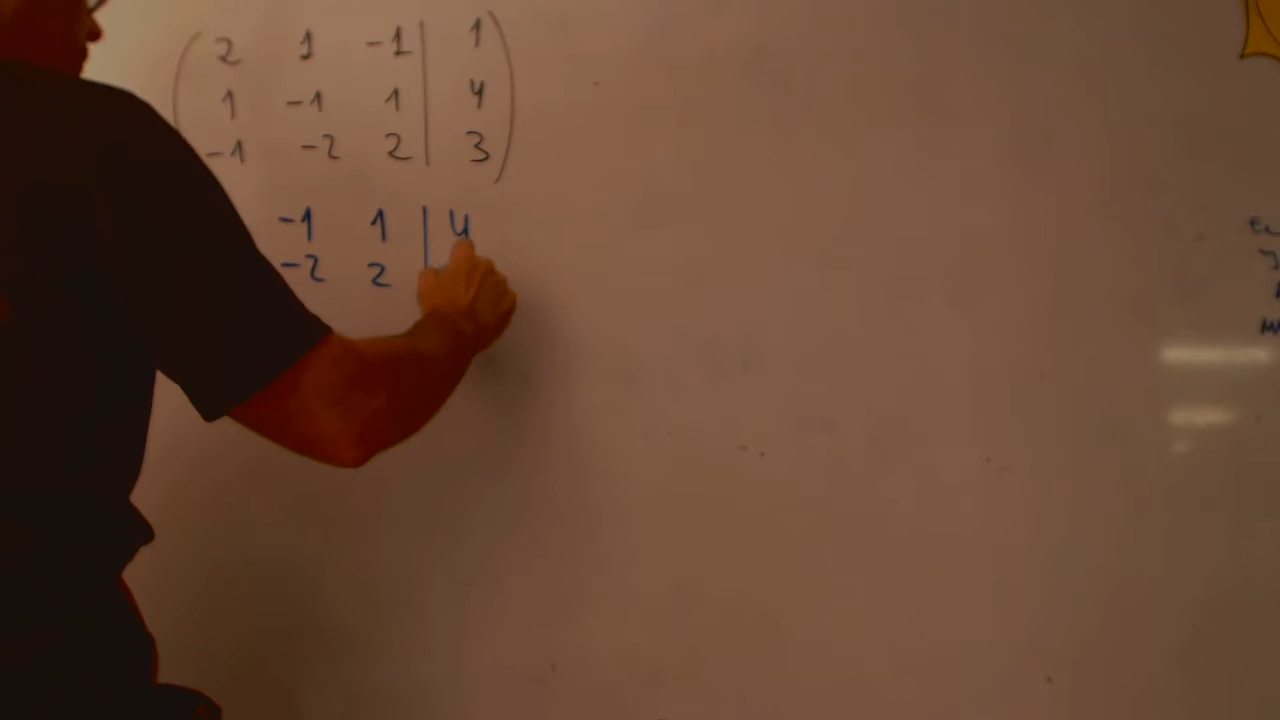 2 1 -1 | 1
1 -1 1 | 4
-1 -2 2 | 3
-1 1 | 4
-2 2 |